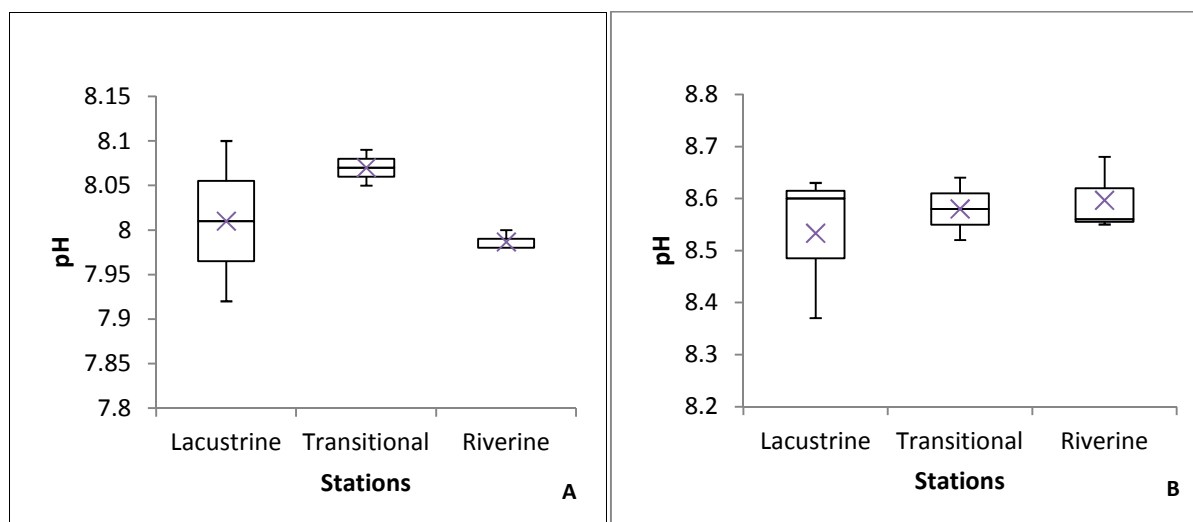 8.15
8.1
8.05
8
7.95
7.9
7.85
7.8
pH
Lacustrine Transitional Riverine
Stations
A
8.8
8.7
8.6
8.5
8.4
8.3
8.2
pH
Lacustrine Transitional Riverine
Stations
B